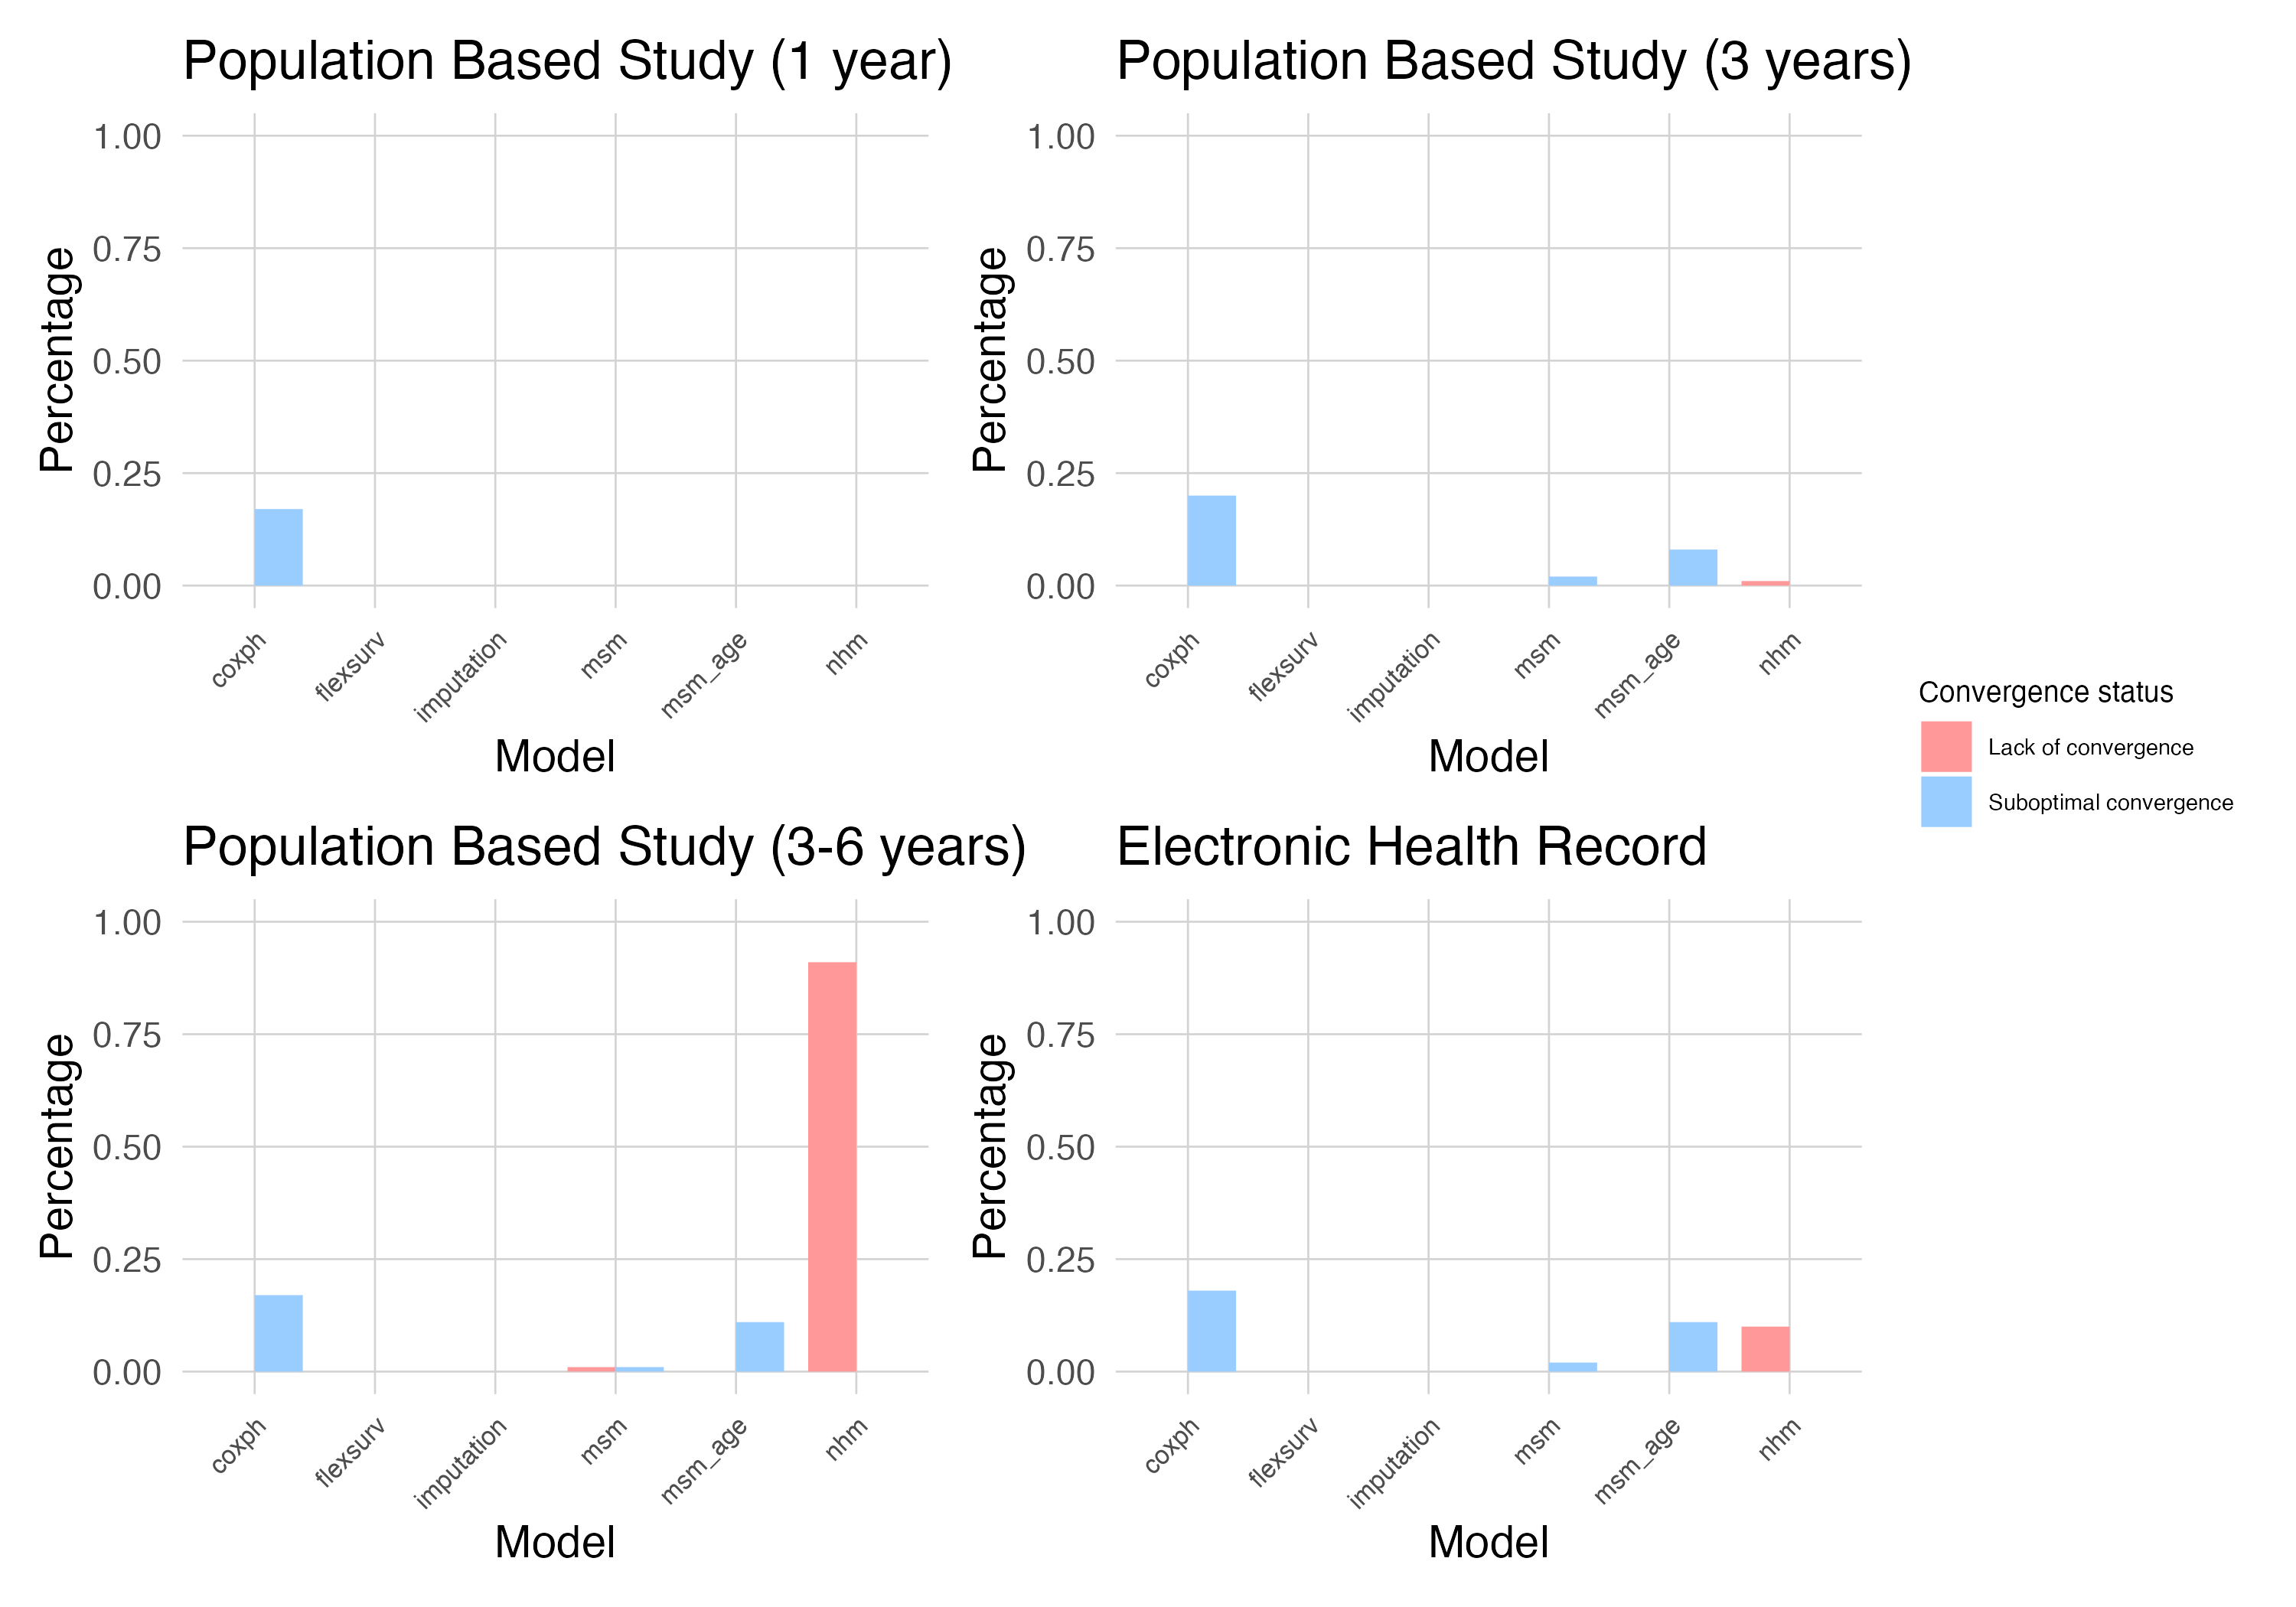 Population Based Study (1 year)
Percentage
1.00
0.75
0.50
0.25
0.00
coxph
flexsurv
imputation
msm
msm_age
nhm
Model
Population Based Study (3 years)
Percentage
1.00
0.75
0.50
0.25
0.00
coxph
flexsurv
imputation
msm
msm_age
nhm
Model
Convergence status
Lack of convergence
Suboptimal convergence
Population Based Study (3-6 years)
Percentage
1.00
0.75
0.50
0.25
0.00
coxph
flexsurv
imputation
msm
msm_age
nhm
Model
Electronic Health Record
Percentage
1.00
0.75
0.50
0.25
0.00
coxph
flexsurv
imputation
msm
msm_age
nhm
Model